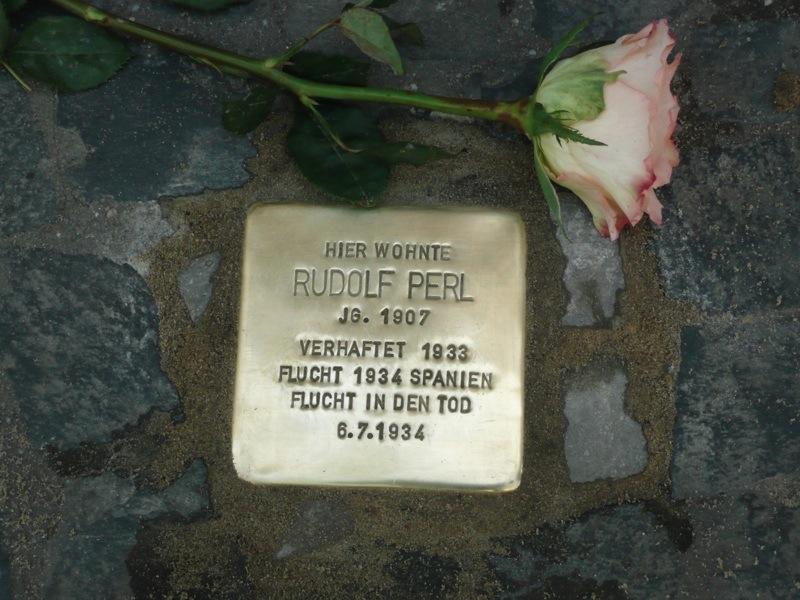 HIER WOHNTE
RUDOLF PERL
JG. 1907
VERHAFTET 1933
FLUCHT 1934 SPANIEN
FLUCHT IN DEN TOD
6.7.1934